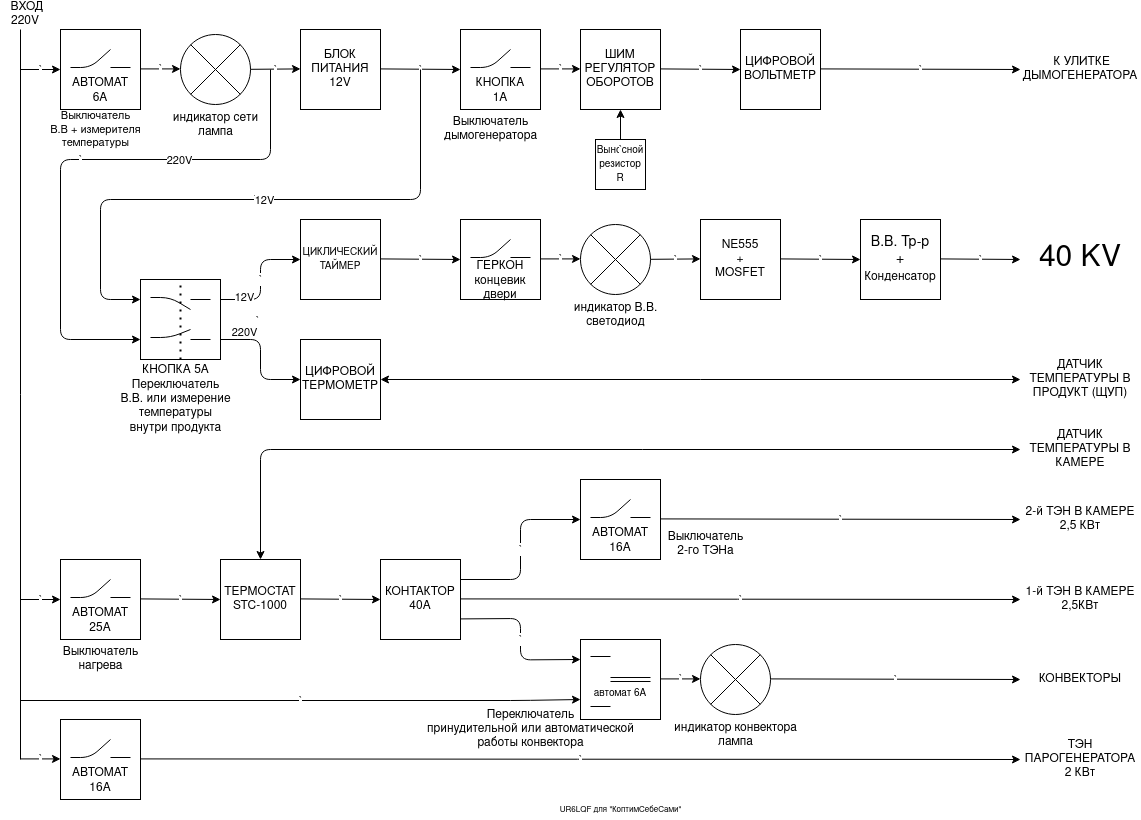 ВХОД
220V
АВТОМАТ
6А
Выключатель
В.В + измерителя
температуры
индикатор сети
лампа
БЛОК
ПИТАНИЯ
12V
КНОПКА
1А
Выключатель
дымогенератора
ШИМ
РЕГУЛЯТОР
ОБОРОТОВ
Выносной
резистор
R
ЦИФРОВОЙ
ВОЛЬТМЕТР
К УЛИТКЕ
ДЫМОГЕНЕРАТОРА
220V
12V
ЦИКЛИЧЕСКИЙ
ТАЙМЕР
ГЕРКОН
концевик
двери
индикатор В.В.
светодиод
NE555
+
MOSFET
В.В. Тр-р
+
Конденсатор
40 KV
12V
220V
КНОПКА 5А
Переключатель
В.В. или измерение
температуры
внутри продукта
ЦИФРОВОЙ
ТЕРМОМЕТР
ДАТЧИК
ТЕМПЕРАТУРЫ В
ПРОДУКТ (ЩУП)
ДАТЧИК
ТЕМПЕРАТУРЫ В
КАМЕРЕ
АВТОМАТ
16А
Выключатель
2-го ТЭНа
2-й ТЭН В КАМЕРЕ
2,5 КВт
АВТОМАТ
25А
Выключатель
нагрева
ТЕРМОСТАТ
STC-1000
КОНТАКТОР
40А
1-й ТЭН В КАМЕРЕ
2,5КВт
автомат 6А
Переключатель
принудительной или автоматической
работы конвектора
индикатор конвектора
лампа
КОНВЕКТОРЫ
АВТОМАТ
16А
ТЭН
ПАРОГЕНЕРАТОРА
2 КВт
UR6LQF для "КоптимСебеСами"